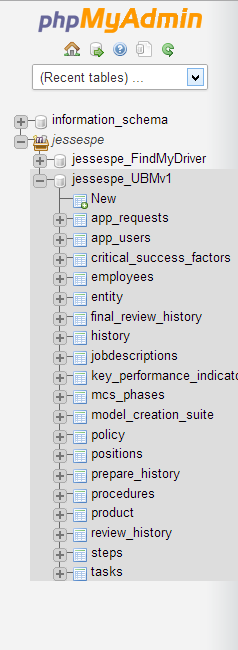 phpMyAdmin
(Recent tables) ...
information_schema
jessespe
jessespe_FindMyDriver
jessespe_UBMv1
New
app_requests
app_users
critical_success_factors
employees
entity
final_review_history
history
jobdescriptions
key_performance_indicato
mcs_phases
model_creation_suite
policy
positions
prepare_history
procedures
product
review_history
steps
tasks